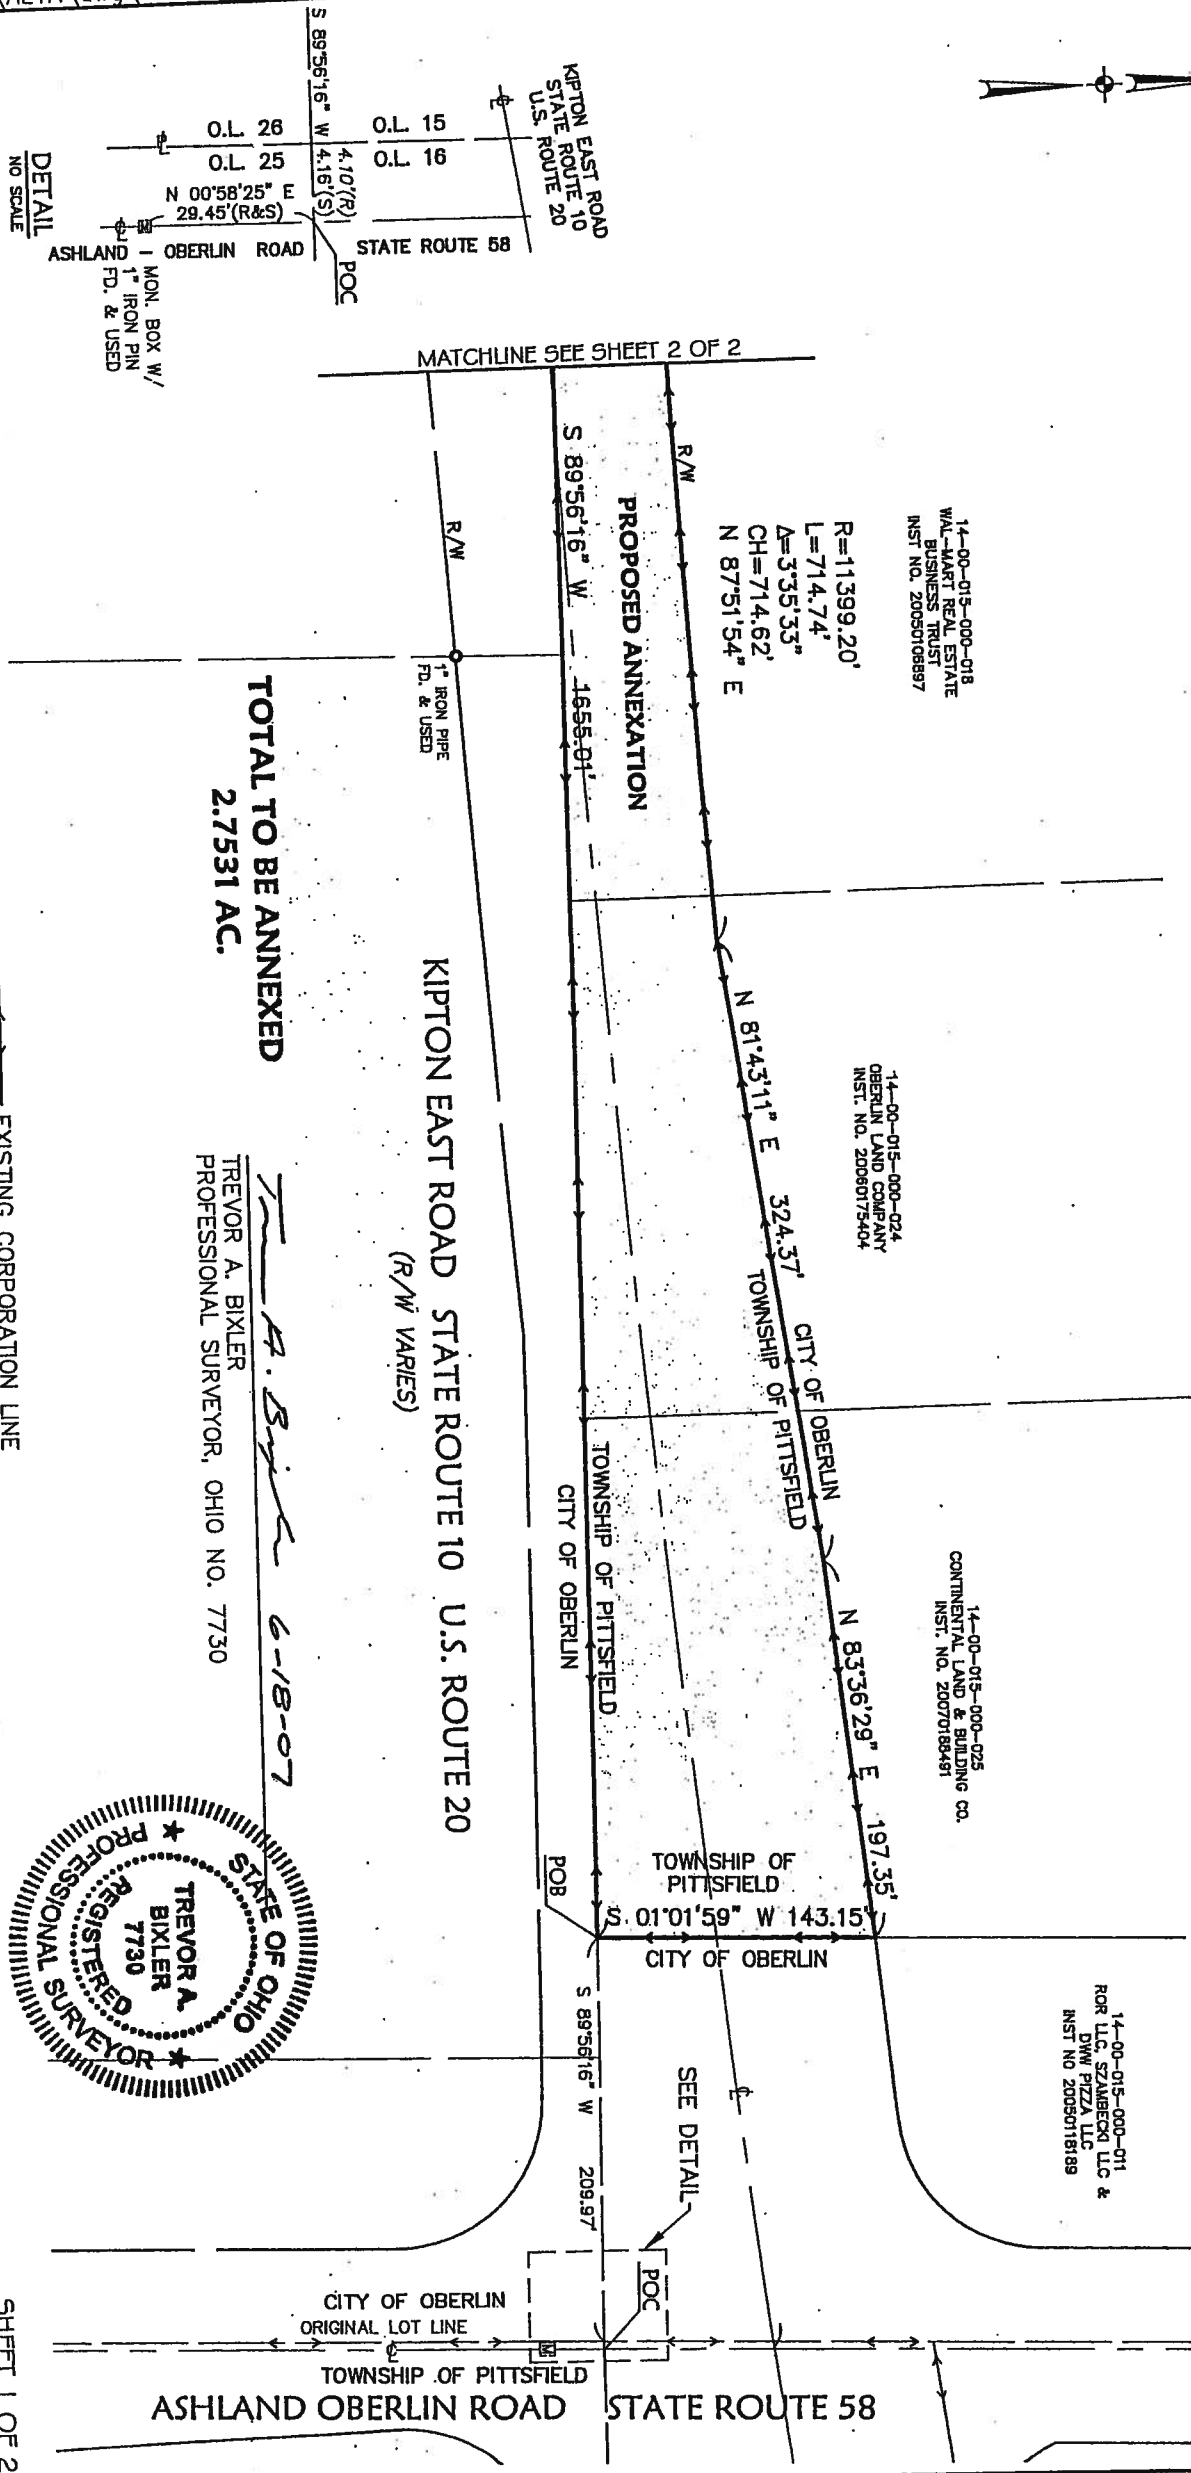 KIPTON EAST ROAD
STATE ROUTE 10
U.S. ROUTE 20
S 89°56'16" W
O.L. 26
O.L. 15
O.L. 25
O.L. 16
4.10'(R)
4.16'(S)
N 00°58'25" E
29.45'(R&S)
ASHLAND - OBERLIN ROAD
STATE ROUTE 58
POC
MON. BOX W/
1" IRON PIN
FD. & USED
DETAIL
NO SCALE
MATCHLINE SEE SHEET 2 OF 2
14-00-015-000-018
WAL-MART REAL ESTATE
BUSINESS TRUST
INST NO. 20050106897
R=11399.20'
L=714.74'
Δ=3°35'33"
CH=714.62'
N 87°51'54" E
R/W
PROPOSED ANNEXATION
S 89°56'16" W
1655.01'
R/W
1" IRON PIPE
FD. & USED
TOTAL TO BE ANNEXED
2.7531 AC.
14-00-015-000-024
OBERLIN LAND COMPANY
INST. NO. 20060175404
N 81°43'11" E 324.37'
CITY OF OBERLIN
TOWNSHIP OF PITTSFIELD
14-00-015-000-025
CONTINENTAL LAND & BUILDING CO.
INST. NO. 20070188491
N 83°36'29" E 197.35'
TOWNSHIP OF PITTSFIELD
CITY OF OBERLIN
KIPTON EAST ROAD STATE ROUTE 10 U.S. ROUTE 20
(R/W VARIES)
TOWNSHIP OF
PITTSFIELD
S 01°01'59" W 143.15'
CITY OF OBERLIN
POB
S 89°56'16" W 209.97'
14-00-015-000-011
ROR LLC, SZAMBECKI LLC &
DWW PIZZA LLC
INST NO 20050118189
SEE DETAIL
POC
CITY OF OBERLIN
ORIGINAL LOT LINE
TOWNSHIP OF PITTSFIELD
ASHLAND OBERLIN ROAD STATE ROUTE 58
6-18-07
TREVOR A. BIXLER
PROFESSIONAL SURVEYOR, OHIO NO. 7730
STATE OF OHIO
TREVOR A.
BIXLER
7730
REGISTERED
PROFESSIONAL SURVEYOR
EXISTING CORPORATION LINE
SHEET 1 OF 2